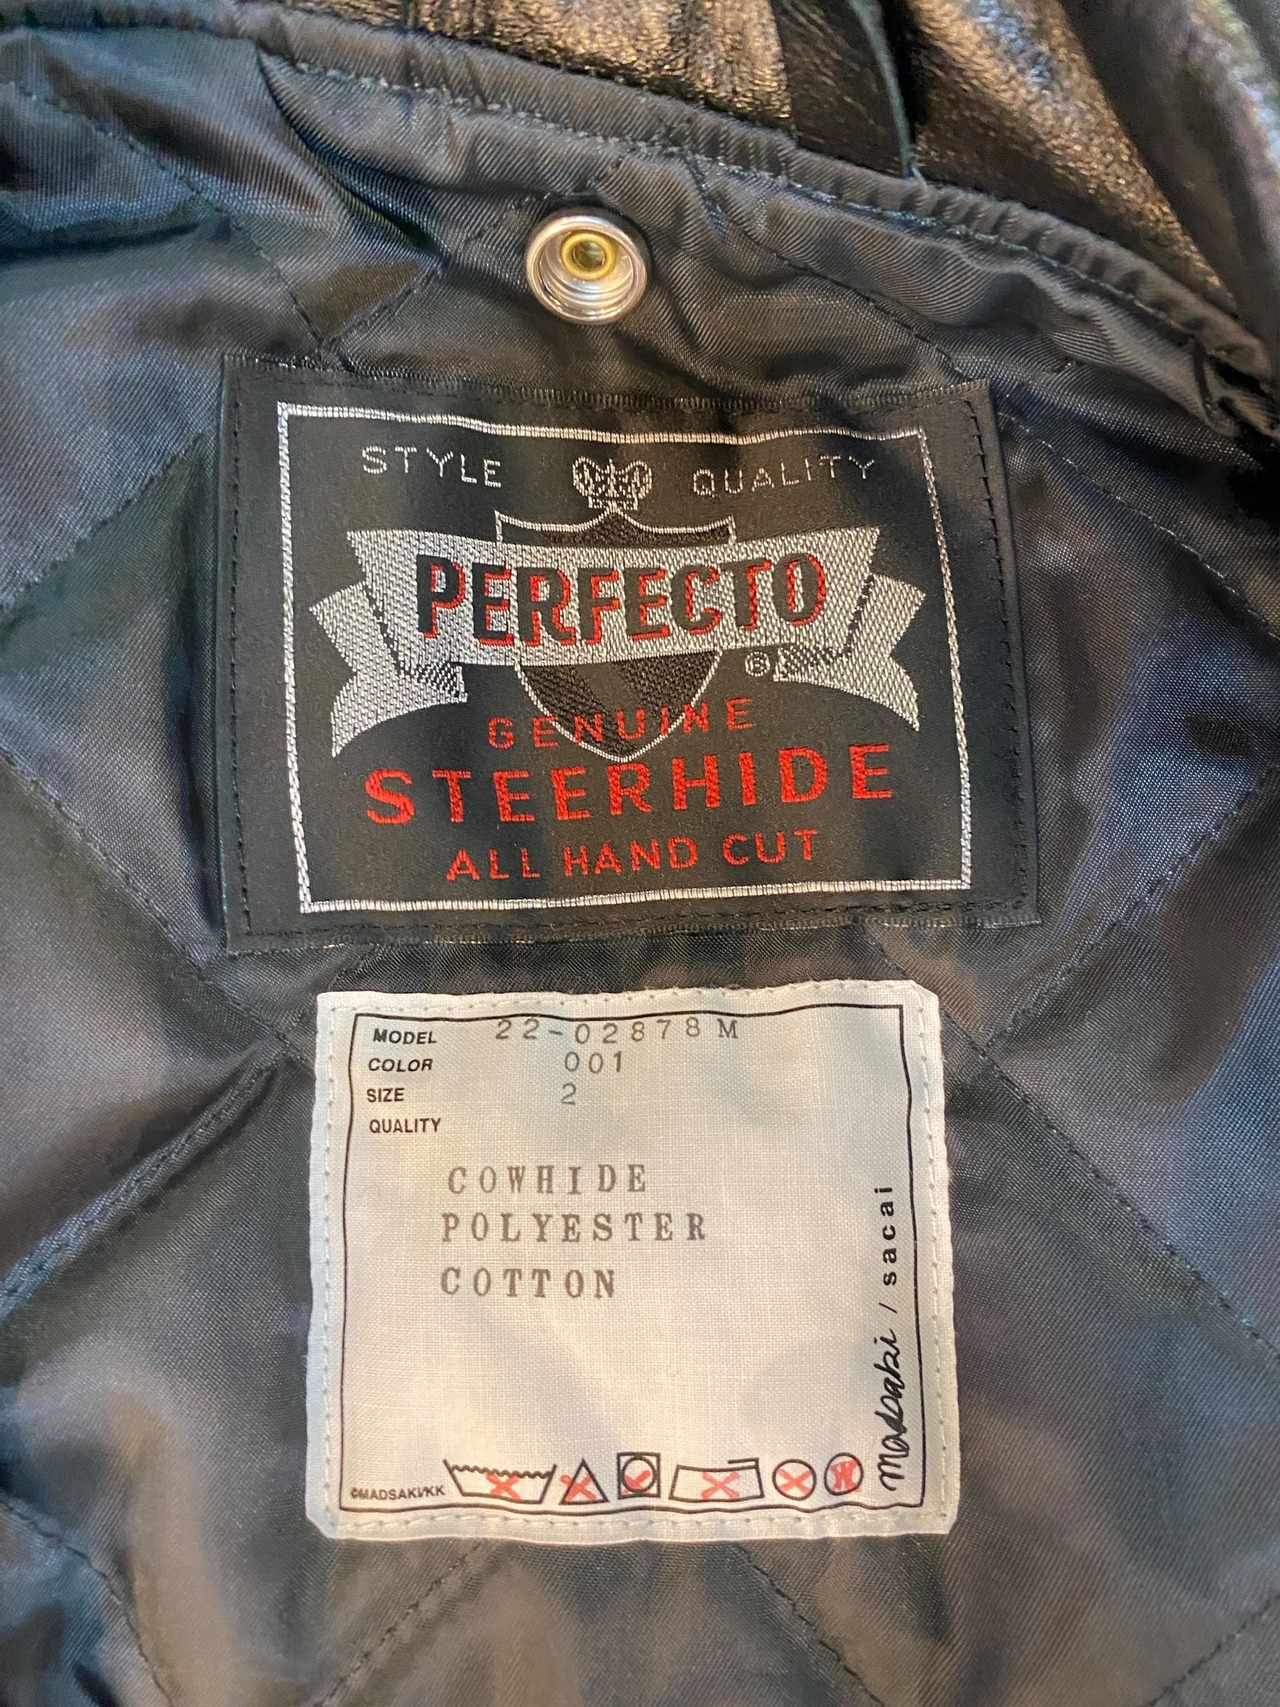 STYLE QUALITY
PERFECTO
®
GENUINE
STEERHIDE
ALL HAND CUT
MODEL 22-02878M
COLOR 001
SIZE 2
QUALITY
COWHIDE
POLYESTER
COTTON
madsaki / sacai
©MADSAKI/KK
W